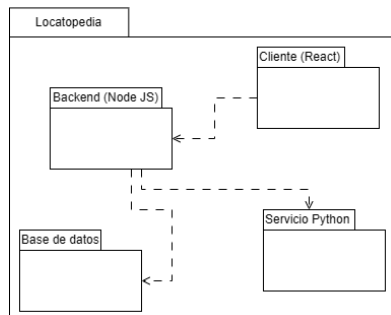 Locatopedia
Cliente (React)
Backend (Node JS)
Servicio Python
Base de datos